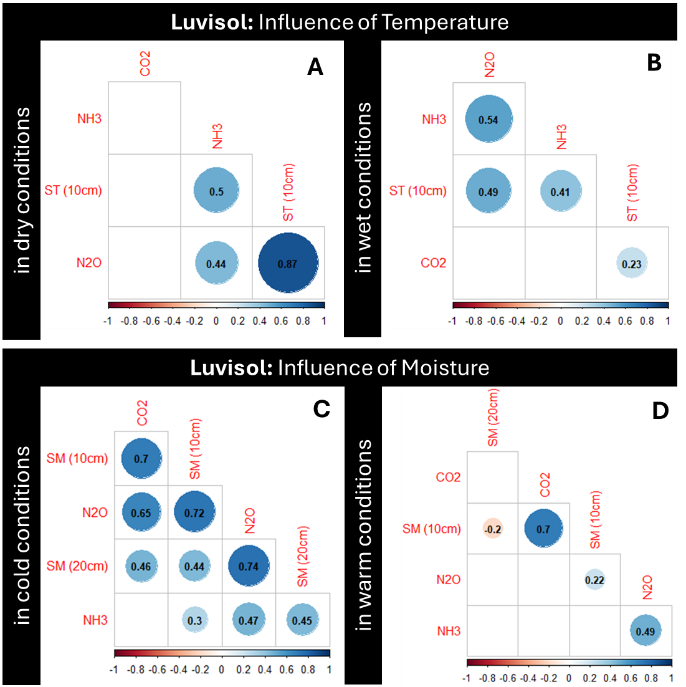 Luvisol: Influence of Temperature
in dry conditions
A
CO2
NH3
NH3
ST (10cm)
0.5
ST (10cm)
N2O
0.44
0.87
-1 -0.8 -0.6 -0.4 -0.2 0 0.2 0.4 0.6 0.8 1
in wet conditions
B
N2O
NH3
0.54
NH3
ST (10cm)
0.49
0.41
ST (10cm)
CO2
0.23
-1 -0.8 -0.6 -0.4 -0.2 0 0.2 0.4 0.6 0.8 1
Luvisol: Influence of Moisture
in cold conditions
C
CO2
SM (10cm)
0.7
SM (10cm)
N2O
0.65
0.72
N2O
SM (20cm)
0.46
0.44
0.74
SM (20cm)
NH3
0.3
0.47
0.45
-1 -0.8 -0.6 -0.4 -0.2 0 0.2 0.4 0.6 0.8 1
in warm conditions
D
SM (20cm)
CO2
CO2
SM (10cm)
-0.2
0.7
SM (10cm)
N2O
0.22
N2O
NH3
0.49
-1 -0.8 -0.6 -0.4 -0.2 0 0.2 0.4 0.6 0.8 1